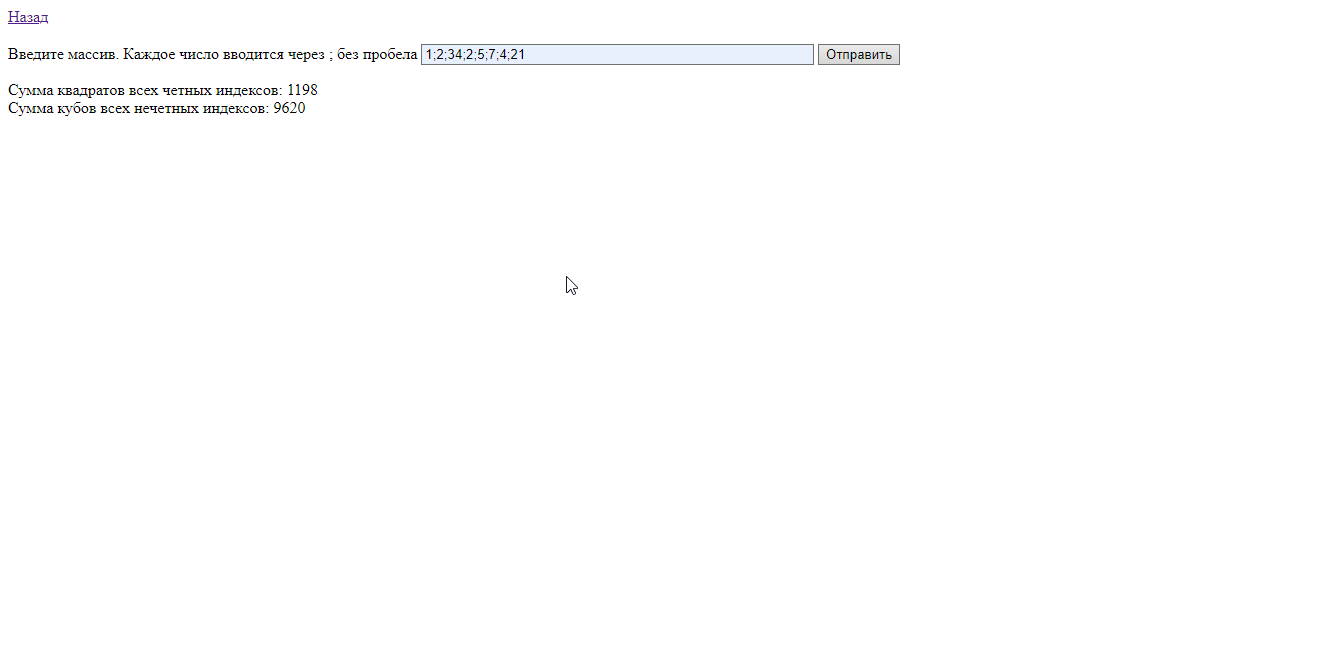 Назад
Введите массив. Каждое число вводится через ; без пробела 1;2;34;2;5;7;4;21 Отправить
Сумма квадратов всех четных индексов: 1198
Сумма кубов всех нечетных индексов: 9620